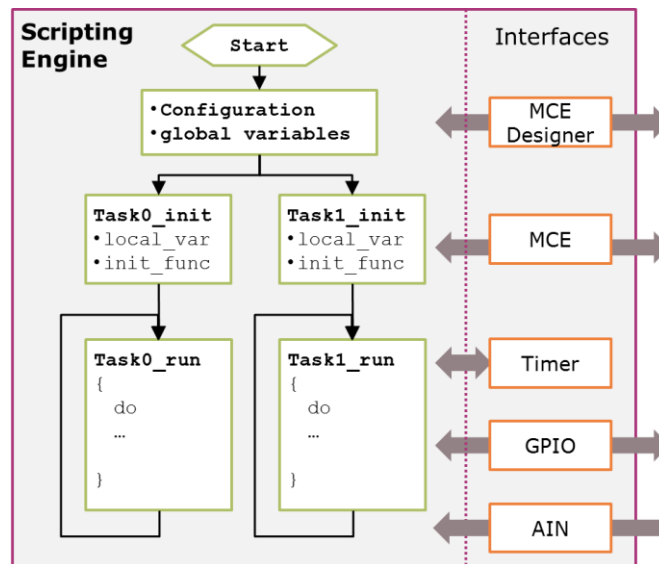 Scripting
Engine
Start
Interfaces
•Configuration
•global variables
MCE
Designer
Task0_init
•local_var
•init_func
Task1_init
•local_var
•init_func
MCE
Task0_run
{
do
…
}
Task1_run
{
do
…
}
Timer
GPIO
AIN